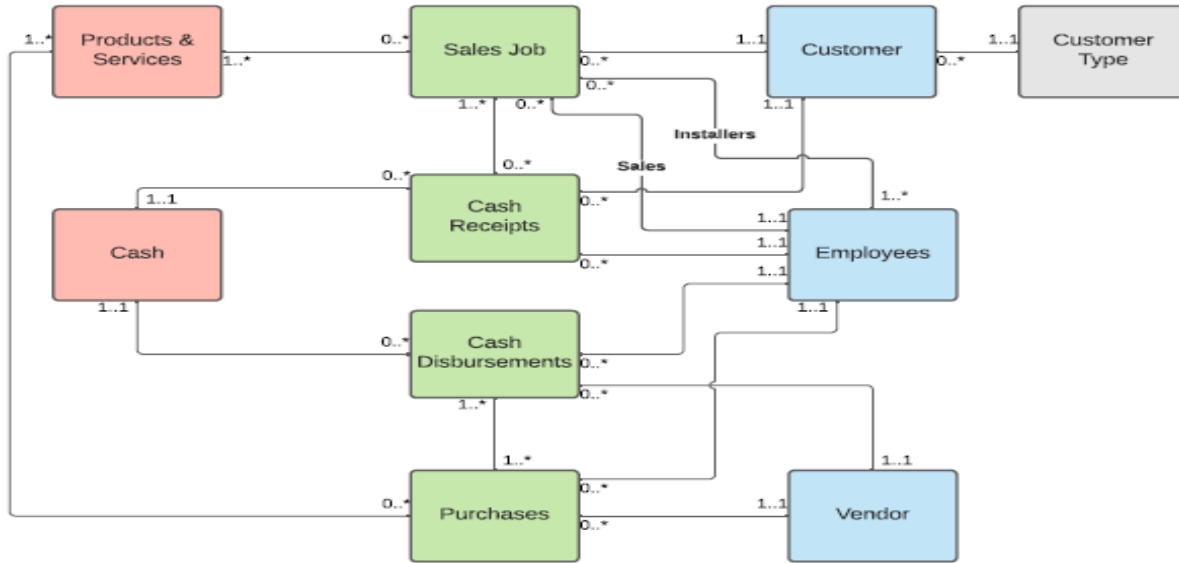 1..*
Products &
Services
1..*
0..*
Sales Job
0..*
1..1
Customer
0..*
1..1
Customer
Type
0..*
1..*
0..*
1..1
Installers
Sales
0..*
0..*
1..1
Cash
Receipts
0..*
1..*
1..1
Cash
1..1
Employees
0..*
1..1
1..1
1..1
0..*
Cash
Disbursements
0..*
0..*
1..*
1..*
1..1
0..*
0..*
Purchases
1..1
0..*
Vendor